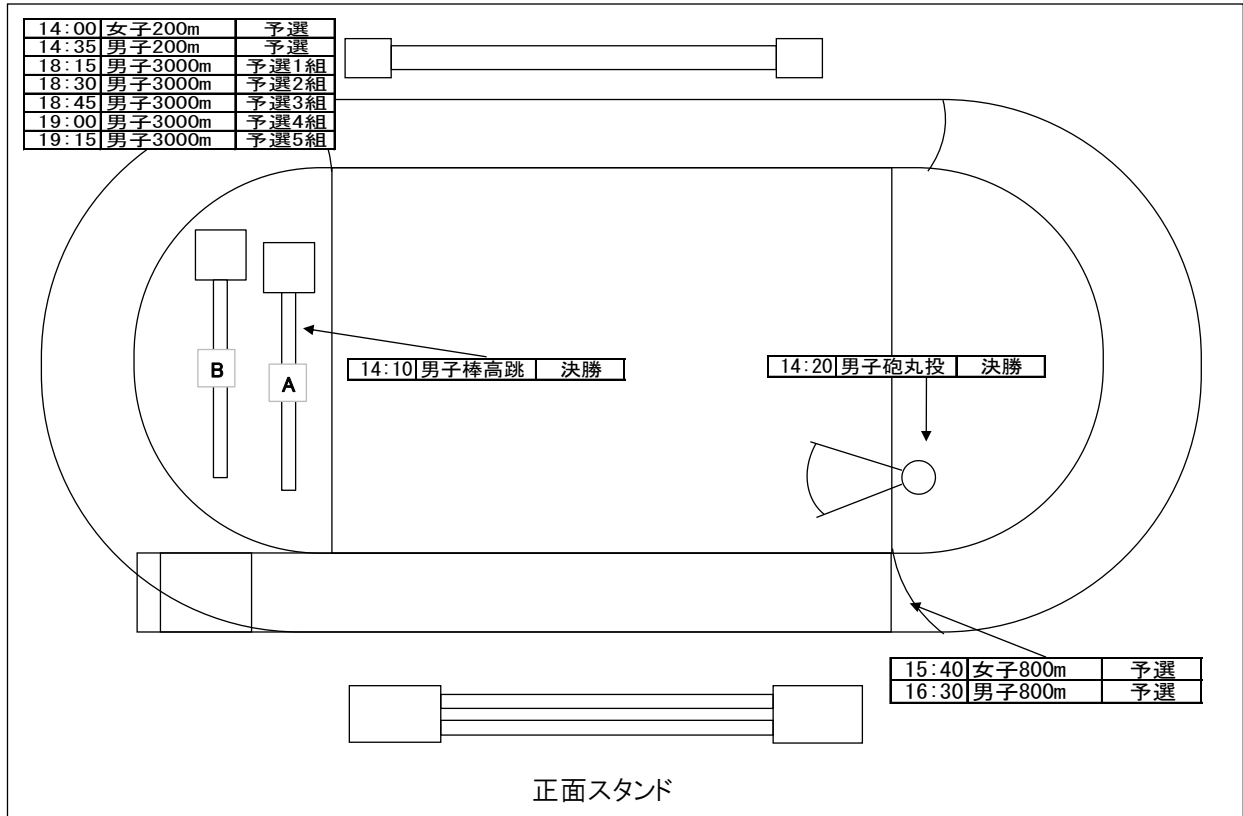 14:00 女子200m 予選
14:35 男子200m 予選
18:15 男子3000m 予選1組
18:30 男子3000m 予選2組
18:45 男子3000m 予選3組
19:00 男子3000m 予選4組
19:15 男子3000m 予選5組
B
A
14:10 男子棒高跳 決勝
14:20 男子砲丸投 決勝
15:40 女子800m 予選
16:30 男子800m 予選
正面スタンド